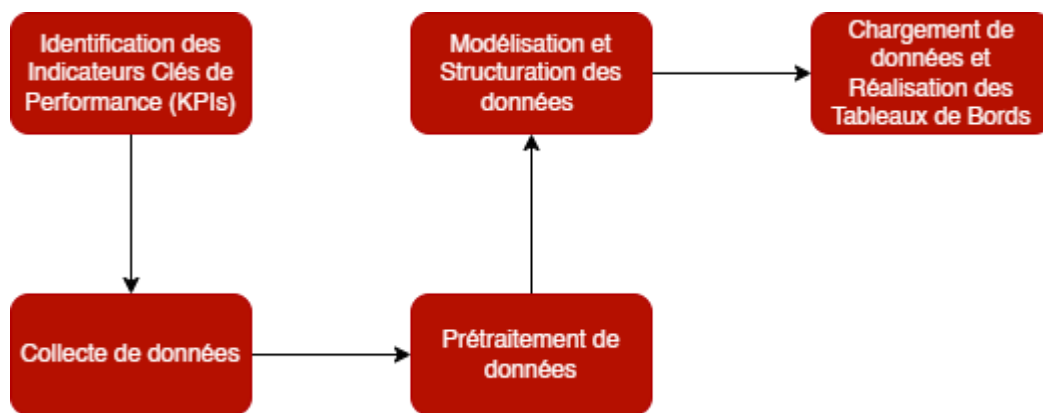 Identification des
Indicateurs Clés de
Performance (KPIs)
Collecte de données
Prétraitement de
données
Modélisation et
Structuration des
données
Chargement de
données et
Réalisation des
Tableaux de Bords